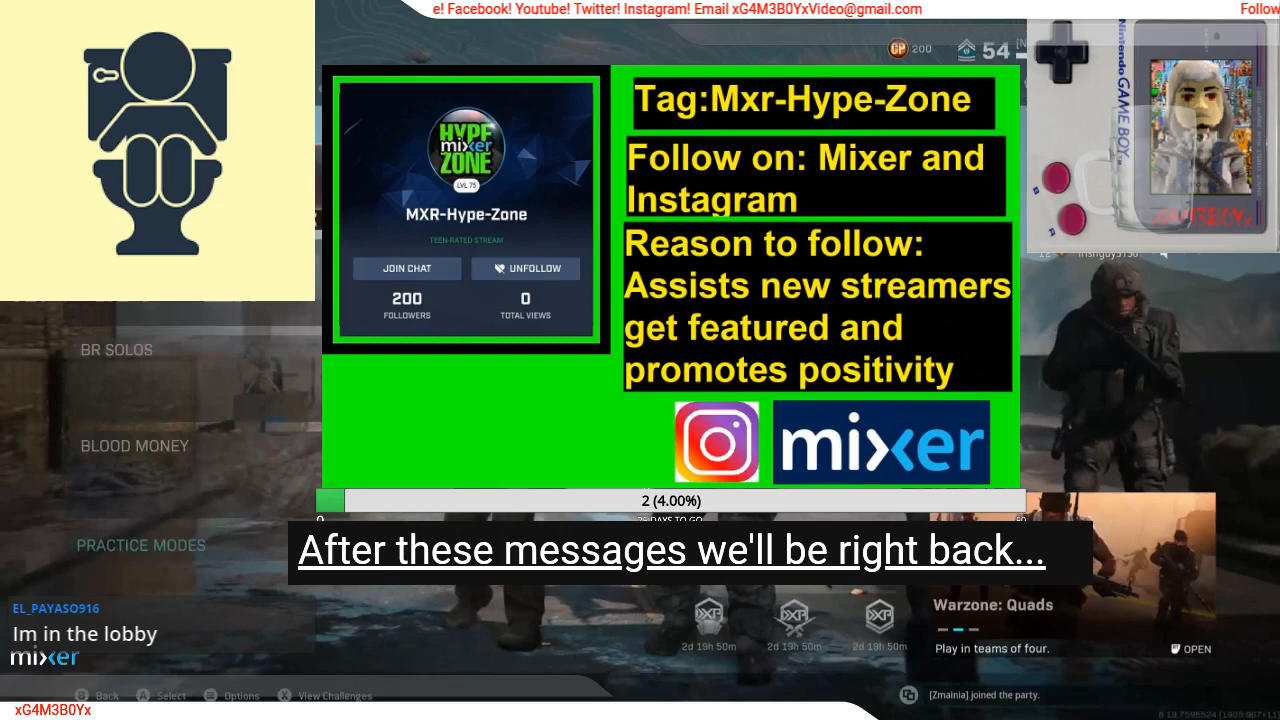 e! Facebook! Youtube! Twitter! Instagram! Email xG4M3B0YxVideo@gmail.com
Follow
200
54
Tag:Mxr-Hype-Zone
Follow on: Mixer and
Instagram
Reason to follow:
Assists new streamers
get featured and
promotes positivity
HYPE
mixer
ZONE
LVL 75
MXR-Hype-Zone
TEEN-RATED STREAM
JOIN CHAT
UNFOLLOW
200
0
FOLLOWERS
TOTAL VIEWS
Nintendo GAME BOY
mixer
2 (4.00%)
After these messages we'll be right back...
BR SOLOS
BLOOD MONEY
PRACTICE MODES
EL_PAYASO916
Im in the lobby
mixer
2d 19h 50m
2d 19h 50m
2d 19h 50m
Warzone: Quads
Play in teams of four.
OPEN
B Back
A Select
Options
X View Challenges
[Zmainia) joined the party.
xG4M3B0Yx